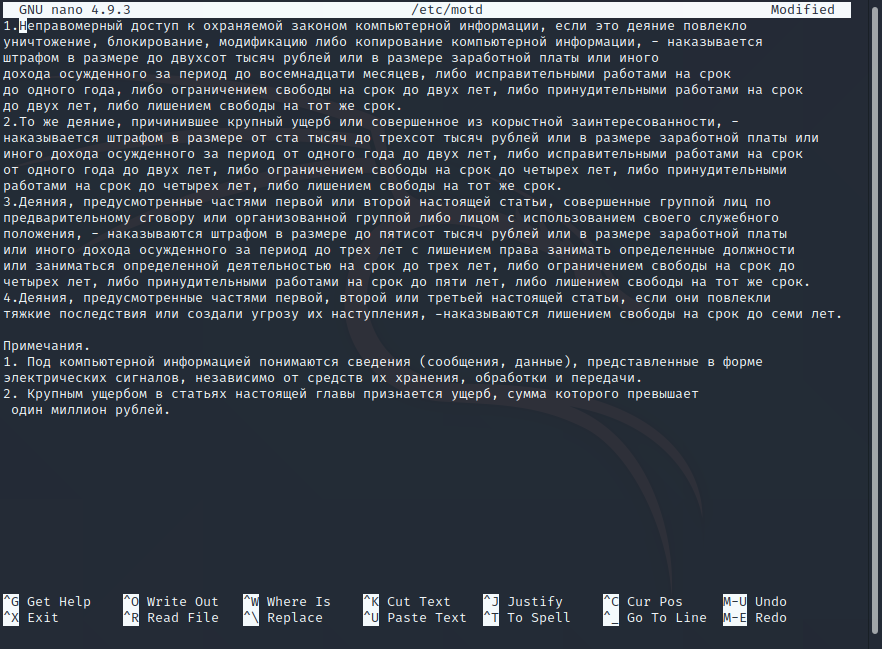 GNU nano 4.9.3 /etc/motd Modified
1.Неправомерный доступ к охраняемой законом компьютерной информации, если это деяние повлекло
уничтожение, блокирование, модификацию либо копирование компьютерной информации, - наказывается
штрафом в размере до двухсот тысяч рублей или в размере заработной платы или иного
дохода осужденного за период до восемнадцати месяцев, либо исправительными работами на срок
до одного года, либо ограничением свободы на срок до двух лет, либо принудительными работами на срок
до двух лет, либо лишением свободы на тот же срок.
2.То же деяние, причинившее крупный ущерб или совершенное из корыстной заинтересованности, -
наказывается штрафом в размере от ста тысяч до трехсот тысяч рублей или в размере заработной платы или
иного дохода осужденного за период от одного года до двух лет, либо исправительными работами на срок
от одного года до двух лет, либо ограничением свободы на срок до четырех лет, либо принудительными
работами на срок до четырех лет, либо лишением свободы на тот же срок.
3.Деяния, предусмотренные частями первой или второй настоящей статьи, совершенные группой лиц по
предварительному сговору или организованной группой либо лицом с использованием своего служебного
положения, - наказываются штрафом в размере до пятисот тысяч рублей или в размере заработной платы
или иного дохода осужденного за период до трех лет с лишением права занимать определенные должности
или заниматься определенной деятельностью на срок до трех лет, либо ограничением свободы на срок до
четырех лет, либо принудительными работами на срок до пяти лет, либо лишением свободы на тот же срок.
4.Деяния, предусмотренные частями первой, второй или третьей настоящей статьи, если они повлекли
тяжкие последствия или создали угрозу их наступления, -наказываются лишением свободы на срок до семи лет.
Примечания.
1. Под компьютерной информацией понимаются сведения (сообщения, данные), представленные в форме
электрических сигналов, независимо от средств их хранения, обработки и передачи.
2. Крупным ущербом в статьях настоящей главы признается ущерб, сумма которого превышает
один миллион рублей.
^G Get Help ^O Write Out ^W Where Is ^K Cut Text ^J Justify ^C Cur Pos M-U Undo
^X Exit ^R Read File ^\ Replace ^U Paste Text ^T To Spell ^_ Go To Line M-E Redo